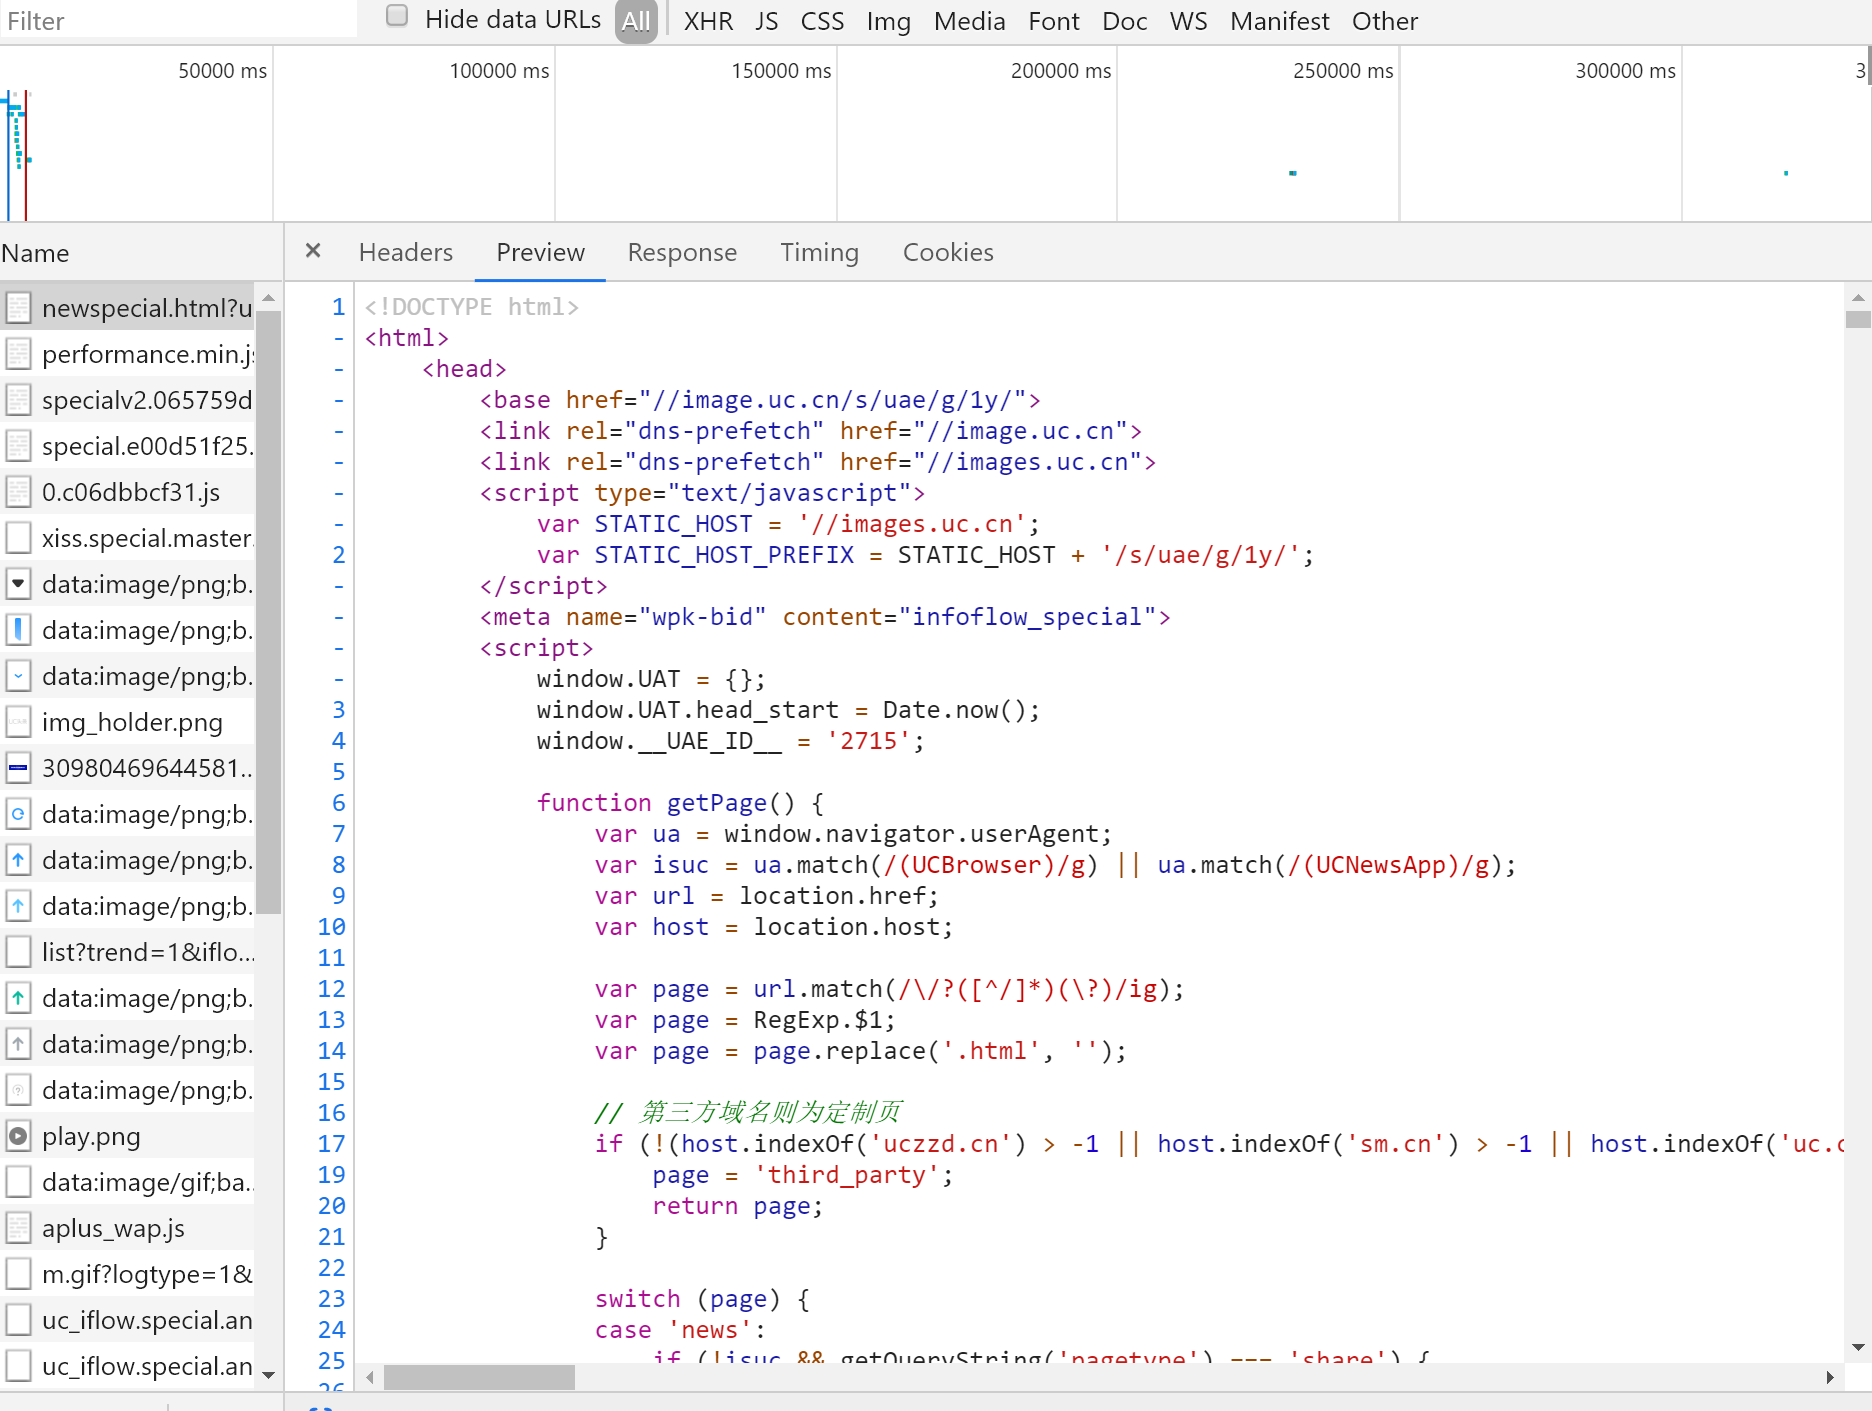 Filter Hide data URLs All XHR JS CSS Img Media Font Doc WS Manifest Other
50000 ms 100000 ms 150000 ms 200000 ms 250000 ms 300000 ms 3
Name
newspecial.html?u
performance.min.js
specialv2.065759d
special.e00d51f25.
0.c06dbbcf31.js
xiss.special.master.
data:image/png;b.
data:image/png;b.
data:image/png;b.
img_holder.png
30980469644581...
data:image/png;b.
data:image/png;b.
data:image/png;b.
list?trend=1&iflo...
data:image/png;b.
data:image/png;b.
data:image/png;b.
play.png
data:image/gif;ba..
aplus_wap.js
m.gif?logtype=1&
uc_iflow.special.an
uc_iflow.special.an
× Headers Preview Response Timing Cookies
1 <!DOCTYPE html>
- <html>
- <head>
- <base href="//image.uc.cn/s/uae/g/1y/">
- <link rel="dns-prefetch" href="//image.uc.cn">
- <link rel="dns-prefetch" href="//images.uc.cn">
- <script type="text/javascript">
- var STATIC_HOST = '//images.uc.cn';
2 var STATIC_HOST_PREFIX = STATIC_HOST + '/s/uae/g/1y/';
- </script>
- <meta name="wpk-bid" content="infoflow_special">
- <script>
- window.UAT = {};
3 window.UAT.head_start = Date.now();
4 window.__UAE_ID__ = '2715';
5
6 function getPage() {
7 var ua = window.navigator.userAgent;
8 var isuc = ua.match(/(UCBrowser)/g) || ua.match(/(UCNewsApp)/g);
9 var url = location.href;
10 var host = location.host;
11
12 var page = url.match(/\/?([^/]*)(\?)/ig);
13 var page = RegExp.$1;
14 var page = page.replace('.html', '');
15
16 // 第三方域名则为定制页
17 if (!(host.indexOf('uczzd.cn') > -1 || host.indexOf('sm.cn') > -1 || host.indexOf('uc.c
19 page = 'third_party';
20 return page;
21 }
22
23 switch (page) {
24 case 'news':
25 if (!isuc && getQueryString('pagetype') === 'share') {
26